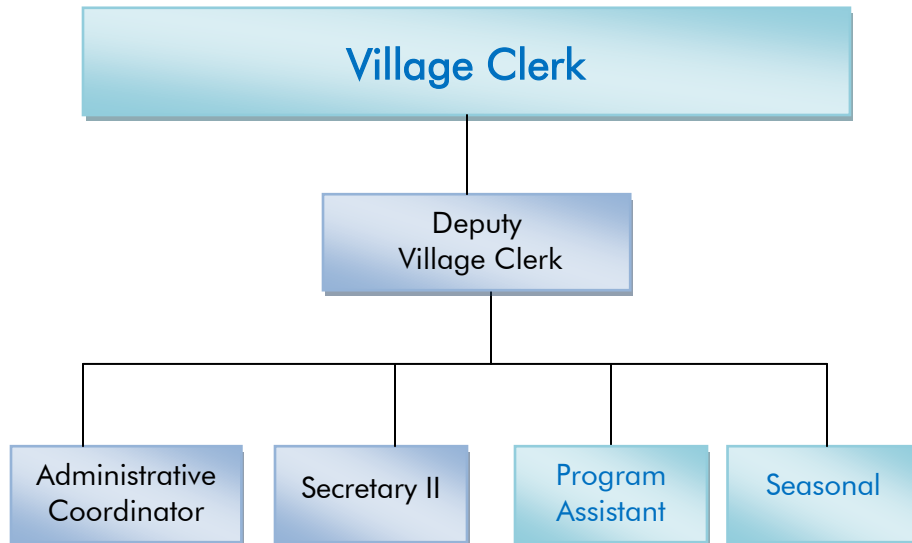 Village Clerk
Deputy
Village Clerk
Administrative
Coordinator
Secretary II
Program
Assistant
Seasonal